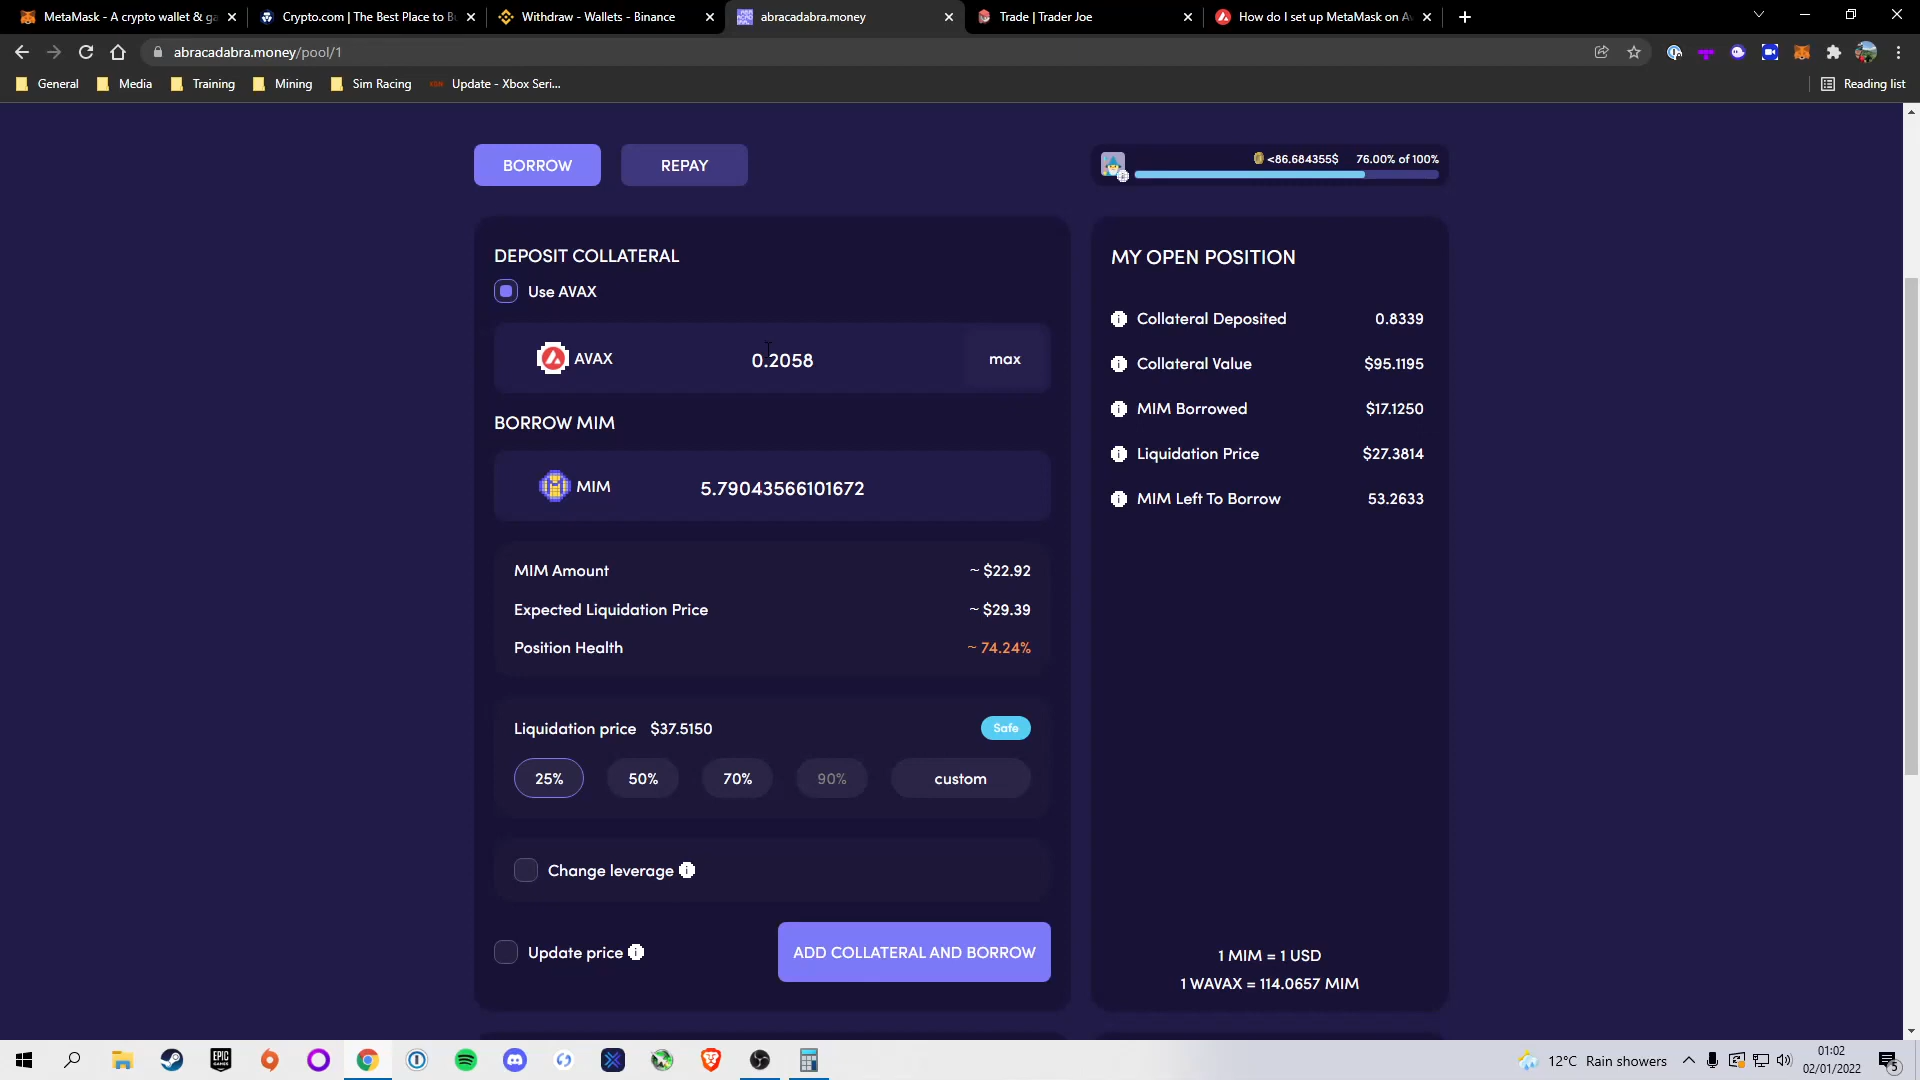 MetaMask - A crypto wallet & ga
Crypto.com | The Best Place to Bu
Withdraw - Wallets - Binance
abracadabra.money
Trade | Trader Joe
How do I set up MetaMask on Av
abracadabra.money/pool/1
General
Media
Training
Mining
Sim Racing
Update - Xbox Seri...
Reading list
BORROW
REPAY
<86.684355$
76.00% of 100%
DEPOSIT COLLATERAL
Use AVAX
AVAX
0.2058
max
BORROW MIM
MIM
5.79043566101672
MIM Amount
~ $22.92
Expected Liquidation Price
~ $29.39
Position Health
~ 74.24%
Liquidation price $37.5150
Safe
25%
50%
70%
90%
custom
Change leverage
Update price
ADD COLLATERAL AND BORROW
MY OPEN POSITION
Collateral Deposited
0.8339
Collateral Value
$95.1195
MIM Borrowed
$17.1250
Liquidation Price
$27.3814
MIM Left To Borrow
53.2633
1 MIM = 1 USD
1 WAVAX = 114.0657 MIM
EPIC GAMES
12°C Rain showers
01:02
02/01/2022
5